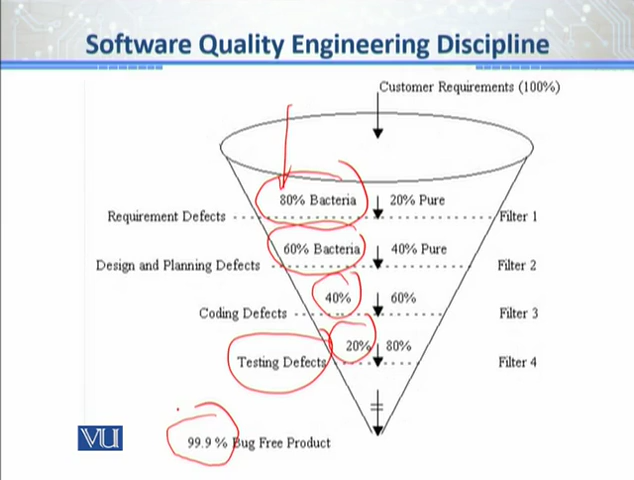 Software Quality Engineering Discipline
Customer Requirements (100%)
80% Bacteria 20% Pure
Requirement Defects Filter 1
60% Bacteria 40% Pure
Design and Planning Defects Filter 2
40% 60%
Coding Defects Filter 3
20% 80%
Testing Defects Filter 4
99.9 % Bug Free Product
VU